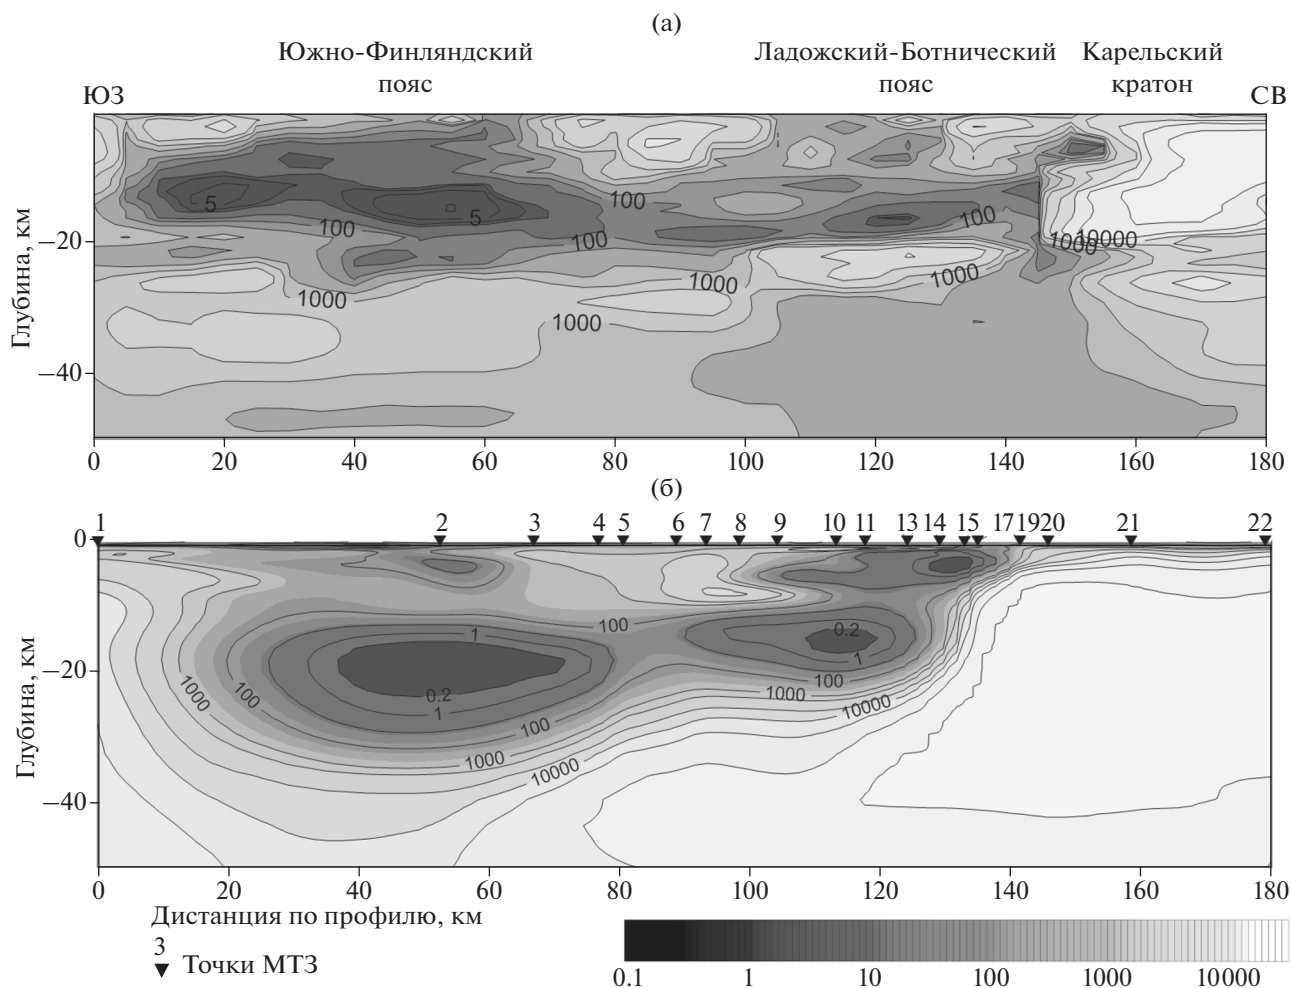 (а)
Южно-Финляндский пояс
Ладожский-Ботнический пояс
Карельский кратон
ЮЗ
СВ
Глубина, км
−20
−40
5
5
100
100
100
100
1000
1000
1000
1000
1000
10000
0 20 40 60 80 100 120 140 160 180
(б)
1 2 3 4 5 6 7 8 9 10 11 13 14 15 17 19 20 21 22
Глубина, км
0
−20
−40
1
0.2
1
100
100
100
1000
1000
10000
0.2
1
100
1000
10000
0 20 40 60 80 100 120 140 160 180
Дистанция по профилю, км
3
Точки МТЗ
0.1 1 10 100 1000 10000